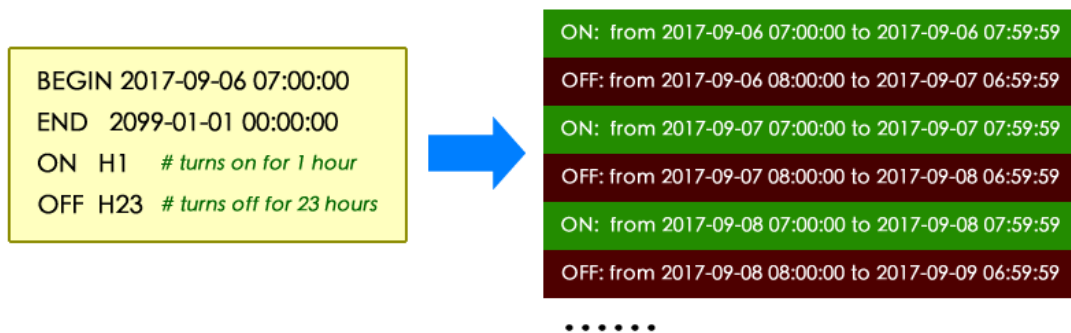 BEGIN 2017-09-06 07:00:00
END 2099-01-01 00:00:00
ON H1 # turns on for 1 hour
OFF H23 # turns off for 23 hours
ON: from 2017-09-06 07:00:00 to 2017-09-06 07:59:59
OFF: from 2017-09-06 08:00:00 to 2017-09-07 06:59:59
ON: from 2017-09-07 07:00:00 to 2017-09-07 07:59:59
OFF: from 2017-09-07 08:00:00 to 2017-09-08 06:59:59
ON: from 2017-09-08 07:00:00 to 2017-09-08 07:59:59
OFF: from 2017-09-08 08:00:00 to 2017-09-09 06:59:59
......